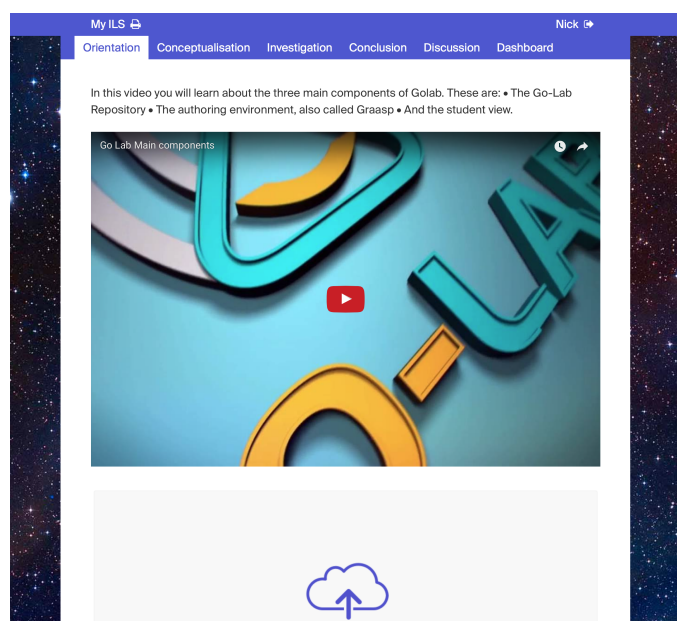 My ILS
Nick
Orientation Conceptualisation Investigation Conclusion Discussion Dashboard
In this video you will learn about the three main components of Golab. These are: • The Go-Lab
Repository • The authoring environment, also called Graasp • And the student view.
Go Lab Main components
O-LAB